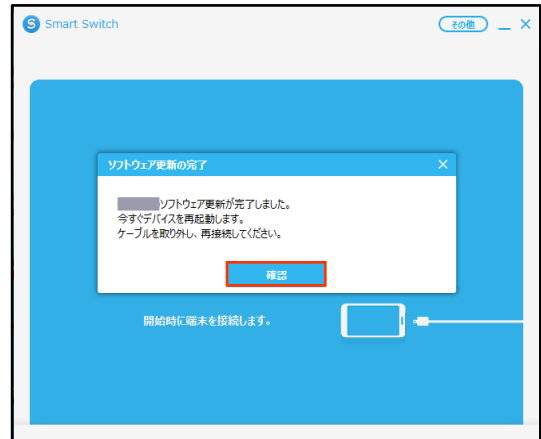 S Smart Switch
その他
ソフトウェア更新の完了
ソフトウェア更新が完了しました。
今すぐデバイスを再起動します。
ケーブルを取り外し、再接続してください。
確認
開始時に端末を接続します。